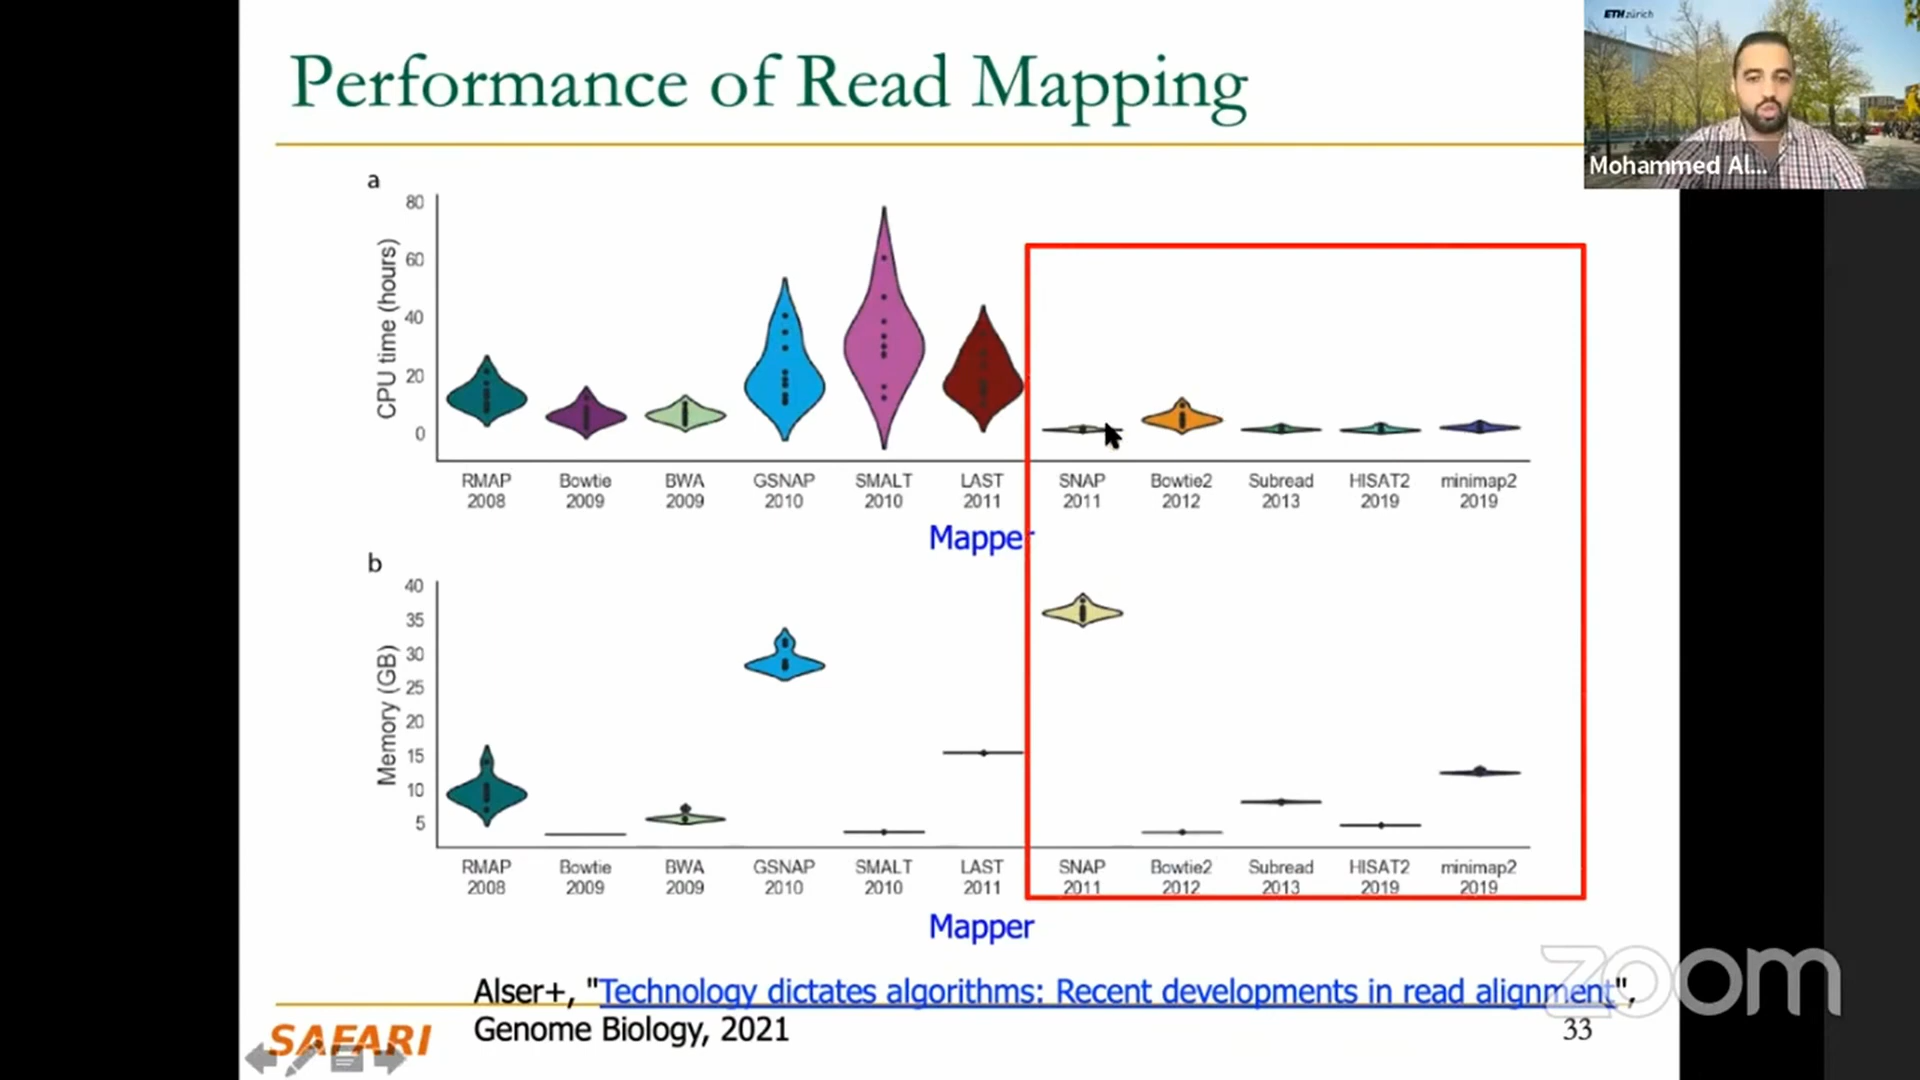 Performance of Read Mapping
ETH zürich
Mohammed Al...
a
80
60
40
20
0
CPU time (hours)
RMAP 2008
Bowtie 2009
BWA 2009
GSNAP 2010
SMALT 2010
LAST 2011
SNAP 2011
Bowtie2 2012
Subread 2013
HISAT2 2019
minimap2 2019
Mapper
b
40
35
30
25
20
15
10
5
Memory (GB)
RMAP 2008
Bowtie 2009
BWA 2009
GSNAP 2010
SMALT 2010
LAST 2011
SNAP 2011
Bowtie2 2012
Subread 2013
HISAT2 2019
minimap2 2019
Mapper
Alser+, "Technology dictates algorithms: Recent developments in read alignment",
Genome Biology, 2021
SAFARI
33
zoom